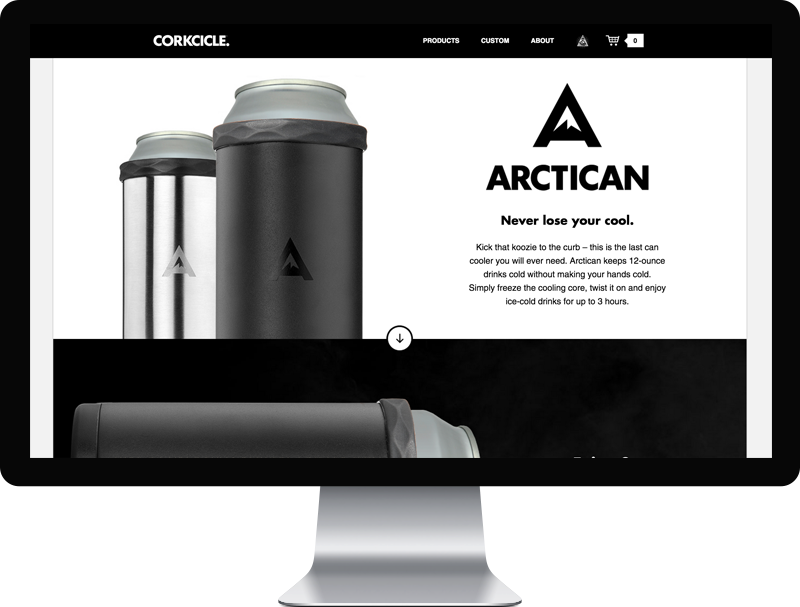 CORKCICLE.
PRODUCTS CUSTOM ABOUT 0
ARCTICAN
Never lose your cool.
Kick that koozie to the curb – this is the last can
cooler you will ever need. Arctican keeps 12-ounce
drinks cold without making your hands cold.
Simply freeze the cooling core, twist it on and enjoy
ice-cold drinks for up to 3 hours.